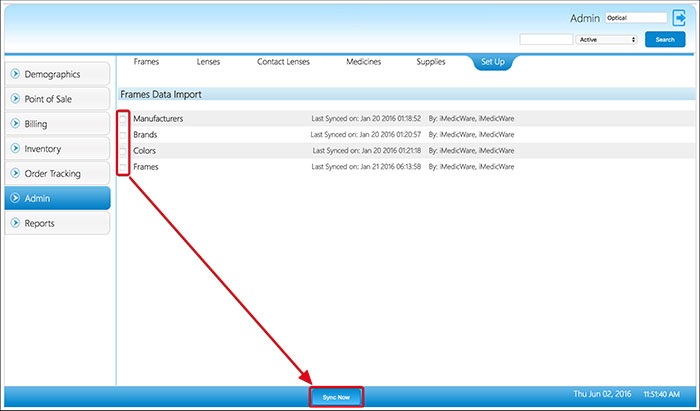 Admin Optical
Active Search
Frames Lenses Contact Lenses Medicines Supplies Set Up
Demographics
Point of Sale
Billing
Inventory
Order Tracking
Admin
Reports
Frames Data Import
Manufacturers Last Synced on: Jan 20 2016 01:18:52 By: iMedicWare, iMedicWare
Brands Last Synced on: Jan 20 2016 01:20:57 By: iMedicWare, iMedicWare
Colors Last Synced on: Jan 20 2016 01:21:18 By: iMedicWare, iMedicWare
Frames Last Synced on: Jan 21 2016 06:13:58 By: iMedicWare, iMedicWare
Sync Now Thu Jun 02, 2016 11:51:40 AM